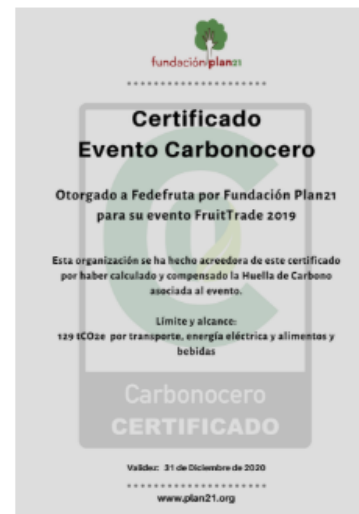 fundación plan21
Certificado
Evento Carbonocero
Otorgado a Fedefruta por Fundación Plan21
para su evento FruitTrade 2019
Esta organización se ha hecho acreedora de este certificado
por haber calculado y compensado la Huella de Carbono
asociada al evento.
Límite y alcance:
129 tCO2e por transporte, energía eléctrica y alimentos y
bebidas
Carbonocero
CERTIFICADO
Validez: 31 de Diciembre de 2020
www.plan21.org